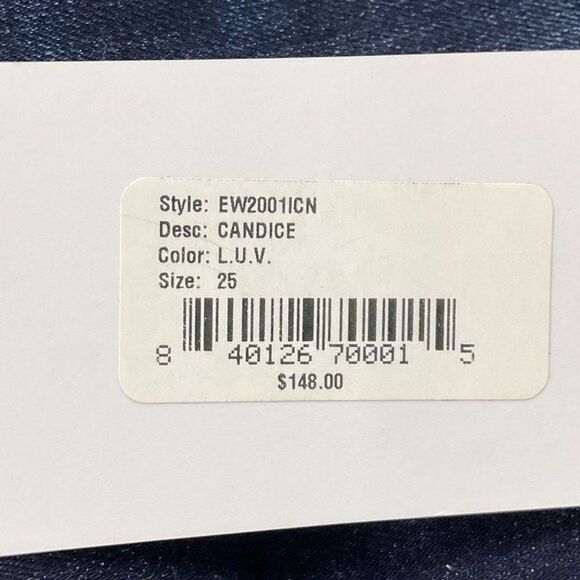 Style: EW2001ICN
Desc: CANDICE
Color: L.U.V.
Size: 25
8 40126 70001 5
$148.00